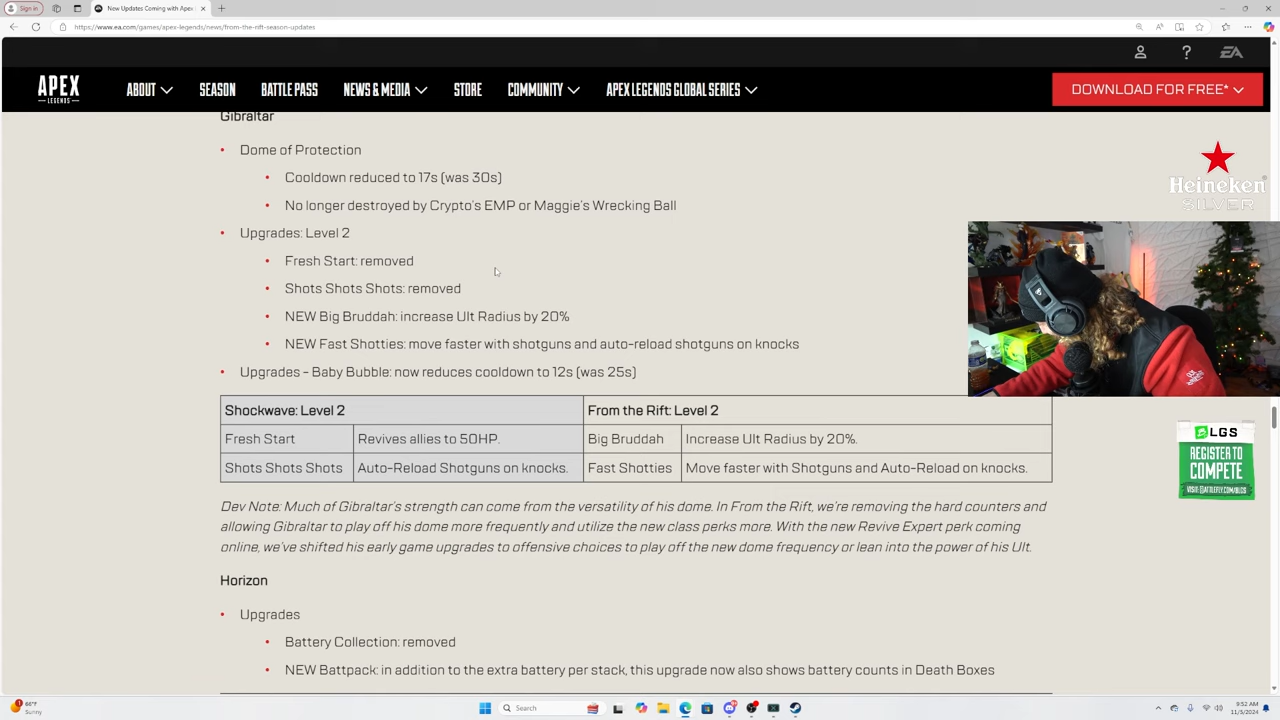 Sign in
New Updates Coming with Apex
https://www.ea.com/games/apex-legends/news/from-the-rift-season-updates
EA
APEX
LEGENDS
ABOUT
SEASON
BATTLE PASS
NEWS & MEDIA
STORE
COMMUNITY
APEX LEGENDS GLOBAL SERIES
DOWNLOAD FOR FREE*
Gibraltar
• Dome of Protection
• Cooldown reduced to 17s (was 30s)
• No longer destroyed by Crypto's EMP or Maggie's Wrecking Ball
• Upgrades: Level 2
• Fresh Start: removed
• Shots Shots Shots: removed
• NEW Big Bruddah: increase Ult Radius by 20%
• NEW Fast Shotties: move faster with shotguns and auto-reload shotguns on knocks
• Upgrades - Baby Bubble: now reduces cooldown to 12s (was 25s)
Shockwave: Level 2 From the Rift: Level 2
Fresh Start Revives allies to 50HP. Big Bruddah Increase Ult Radius by 20%.
Shots Shots Shots Auto-Reload Shotguns on knocks. Fast Shotties Move faster with Shotguns and Auto-Reload on knocks.
Dev Note: Much of Gibraltar's strength can come from the versatility of his dome. In From the Rift, we're removing the hard counters and
allowing Gibraltar to play off his dome more frequently and utilize the new class perks more. With the new Revive Expert perk coming
online, we've shifted his early game upgrades to offensive choices to play off the new dome frequency or lean into the power of his Ult.
Horizon
• Upgrades
• Battery Collection: removed
• NEW Battpack: in addition to the extra battery per stack, this upgrade now also shows battery counts in Death Boxes
Heineken
SILVER
LGS
REGISTER TO
COMPETE
66°F
Sunny
Search
9:52 AM
11/5/2024